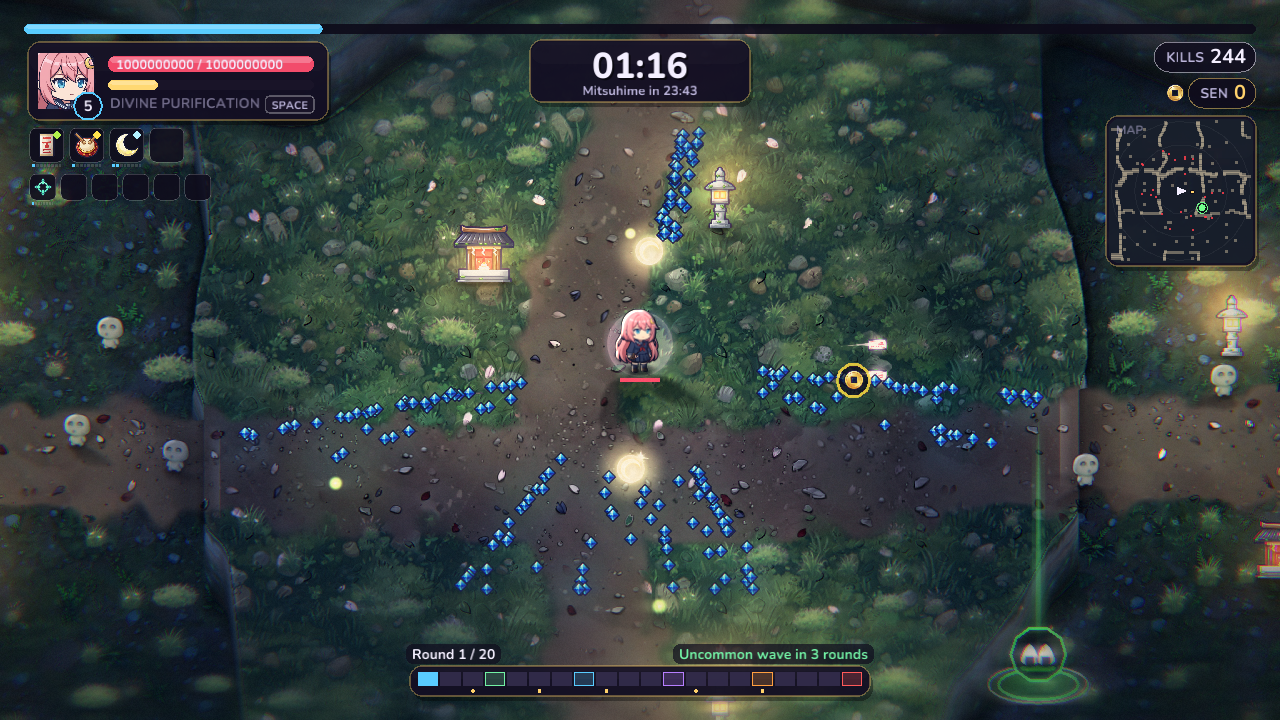 1000000000 / 1000000000
5
DIVINE PURIFICATION SPACE
01:16
Mitsuhime in 23:43
KILLS 244
SEN 0
MAP
Round 1 / 20
Uncommon wave in 3 rounds